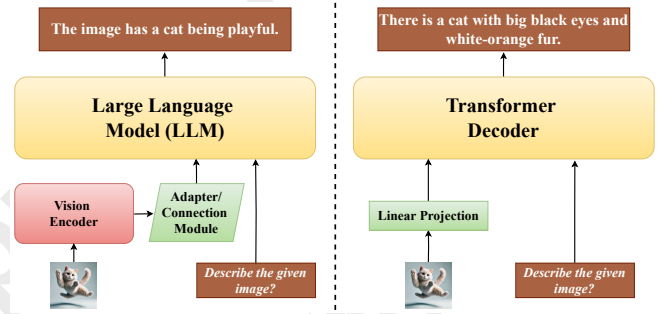 The image has a cat being playful.
Large Language
Model (LLM)
Vision
Encoder
Adapter/
Connection
Module
Describe the given
image?
There is a cat with big black eyes and
white-orange fur.
Transformer
Decoder
Linear Projection
Describe the given
image?